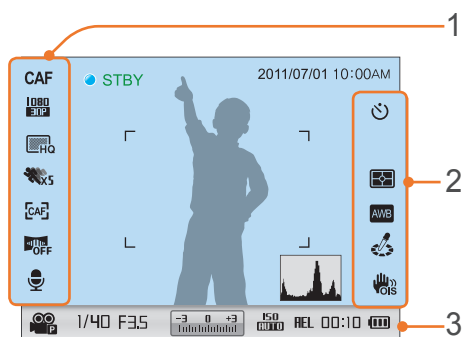 1
CAF
STBY
2011/07/01 10:00AM
1080
30P
HQ
X5
CAF
OFF
2
AWB
OIS
P
1/40 F3.5
-3 0 +3
ISO
AUTO
REL 00:10
3